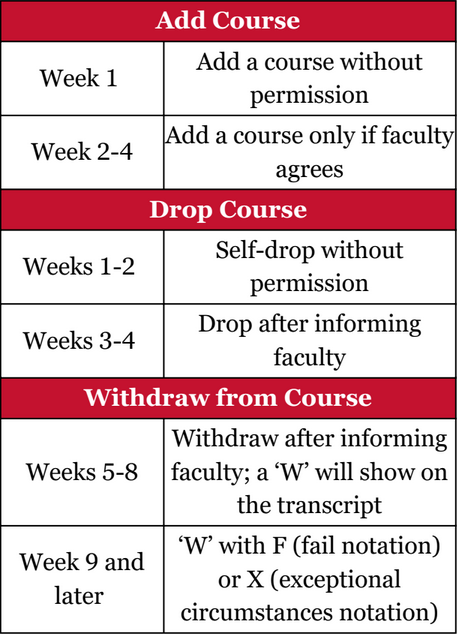 Add Course
Week 1
Add a course without
permission
Week 2-4
Add a course only if faculty
agrees
Drop Course
Weeks 1-2
Self-drop without
permission
Weeks 3-4
Drop after informing
faculty
Withdraw from Course
Weeks 5-8
Withdraw after informing
faculty; a ‘W’ will show on
the transcript
Week 9 and
later
‘W’ with F (fail notation)
or X (exceptional
circumstances notation)